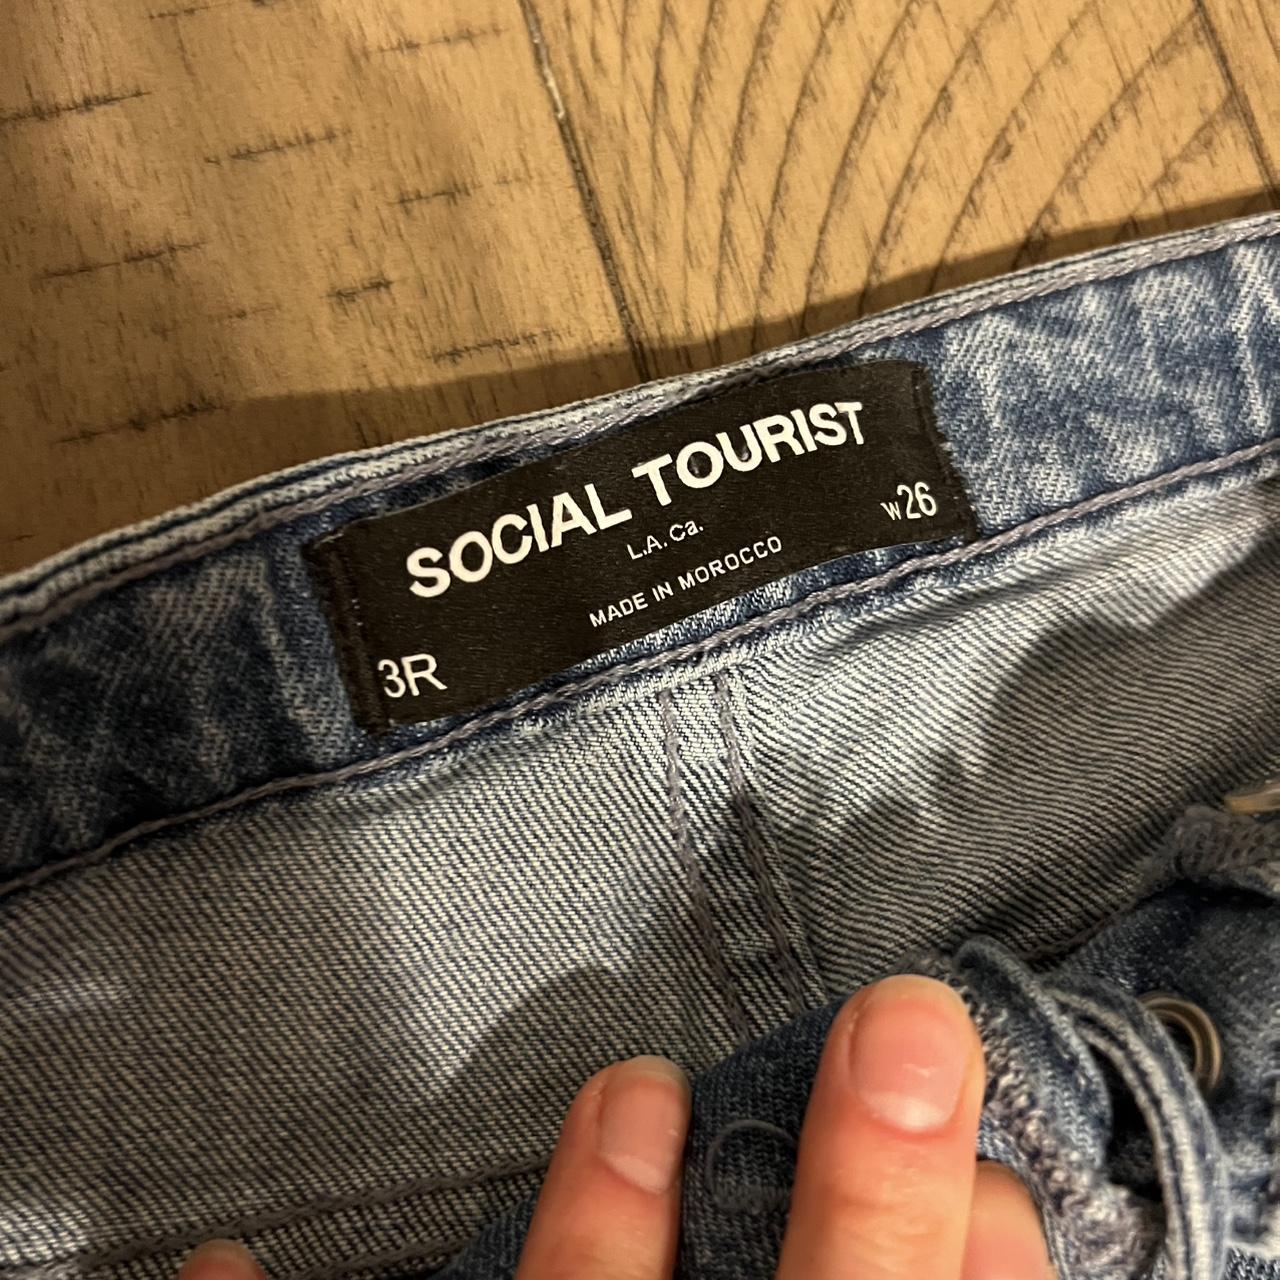 SOCIAL TOURIST
L.A. Ca.
w26
MADE IN MOROCCO
3R